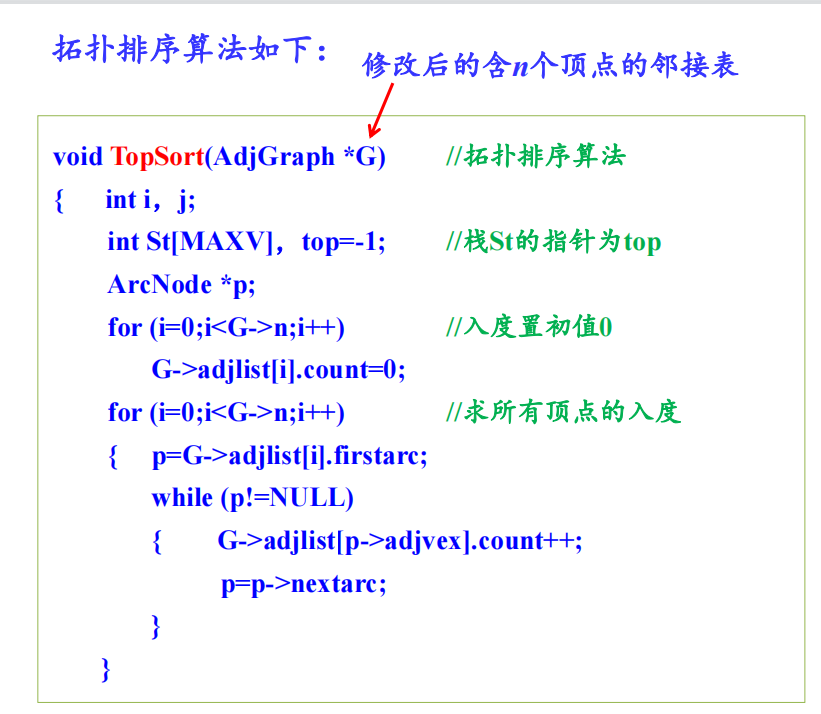 拓扑排序算法如下：
修改后的含n个顶点的邻接表
void TopSort(AdjGraph *G) //拓扑排序算法
{ int i，j;
int St[MAXV]，top=-1; //栈St的指针为top
ArcNode *p;
for (i=0;i<G->n;i++) //入度置初值0
G->adjlist[i].count=0;
for (i=0;i<G->n;i++) //求所有顶点的入度
{ p=G->adjlist[i].firstarc;
while (p!=NULL)
{ G->adjlist[p->adjvex].count++;
p=p->nextarc;
}
}